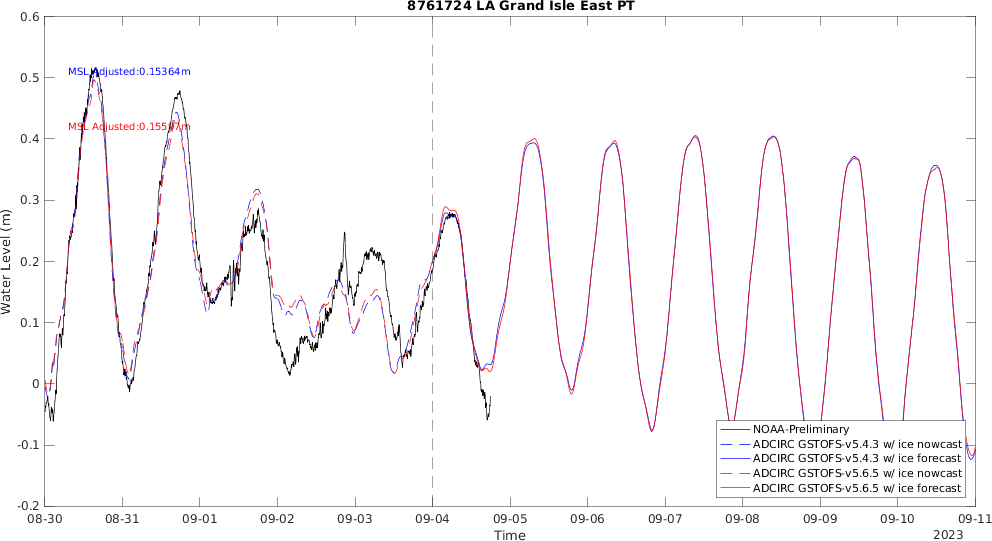 8761724 LA Grand Isle East PT
0.6
0.5
0.4
0.3
0.2
0.1
0
-0.1
-0.2
Water Level (m)
MSL Adjusted:0.15364m
MSL Adjusted:
08-30 08-31 09-01 09-02 09-03 09-04 09-05 09-06 09-07 09-08 09-09 09-10 09-11
Time
2023
NOAA-Preliminary
ADCIRC GSTOFS-v5.4.3 w/ ice nowcast
ADCIRC GSTOFS-v5.4.3 w/ ice forecast
ADCIRC GSTOFS-v5.6.5 w/ ice nowcast
ADCIRC GSTOFS-v5.6.5 w/ ice forecast